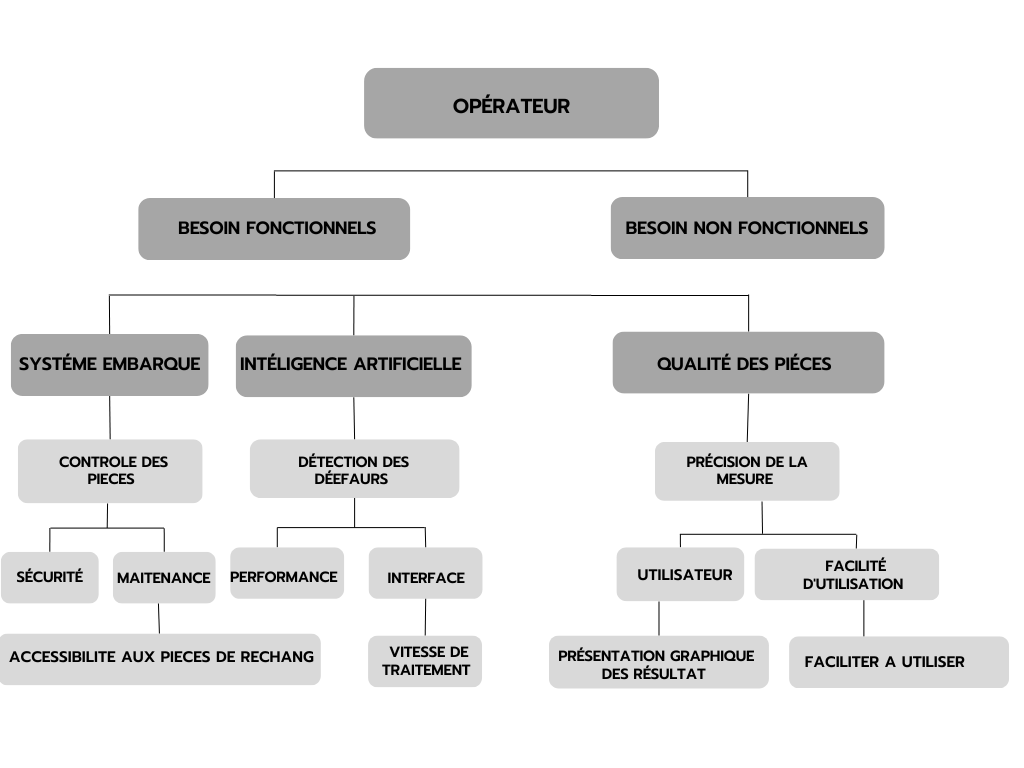 OPÉRATEUR
BESOIN FONCTIONNELS
BESOIN NON FONCTIONNELS
SYSTÉME EMBARQUE
INTÉLIGENCE ARTIFICIELLE
QUALITÉ DES PIÉCES
CONTROLE DES
PIECES
DÉTECTION DES
DÉEFAURS
PRÉCISION DE LA
MESURE
SÉCURITÉ
MAITENANCE
PERFORMANCE
INTERFACE
UTILISATEUR
FACILITÉ
D'UTILISATION
ACCESSIBILITE AUX PIECES DE RECHANG
VITESSE DE
TRAITEMENT
PRÉSENTATION GRAPHIQUE
DES RÉSULTAT
FACILITER A UTILISER